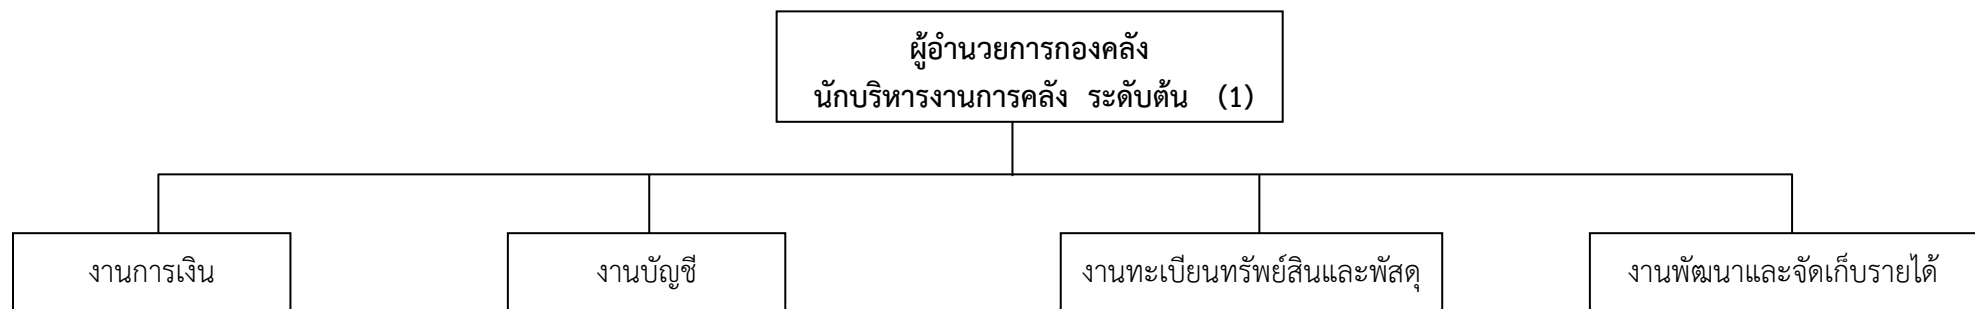 ผู้อำนวยการกองคลัง
นักบริหารงานการคลัง ระดับต้น (1)
งานการเงิน
งานบัญชี
งานทะเบียนทรัพย์สินและพัสดุ
งานพัฒนาและจัดเก็บรายได้